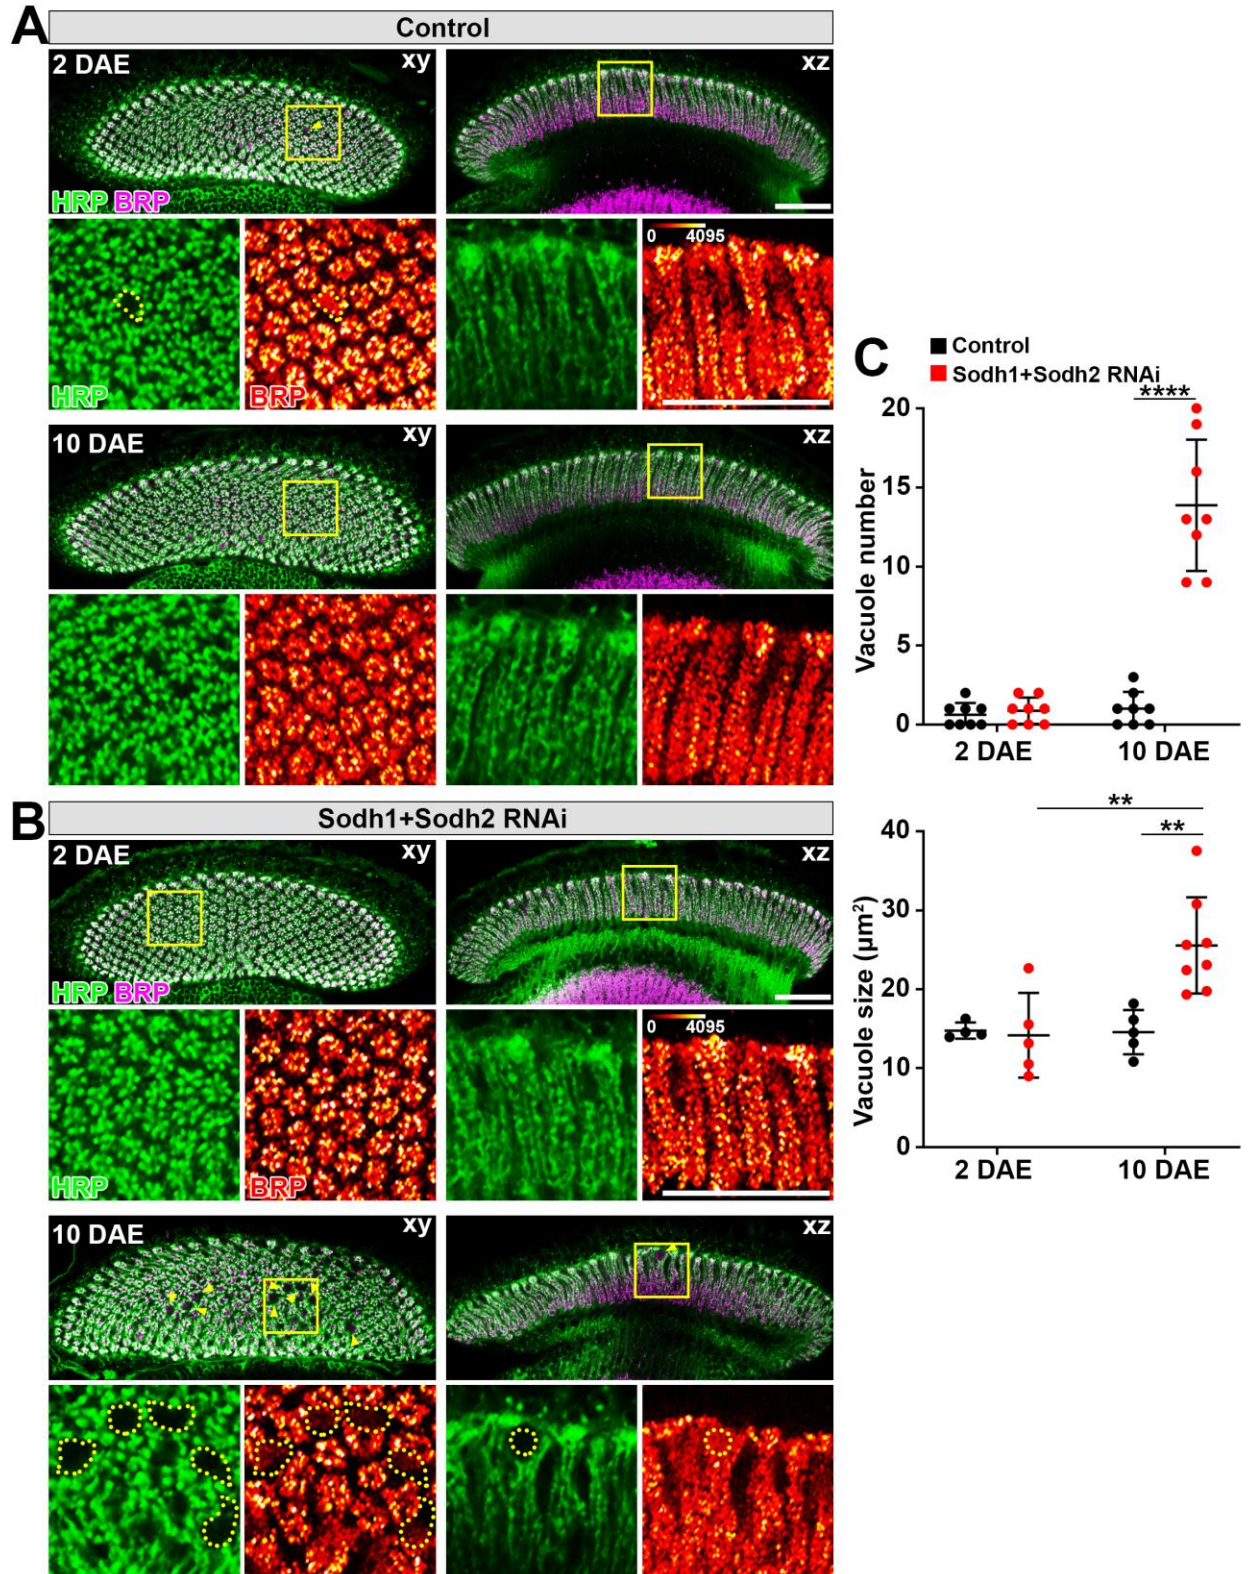 A
Control
2 DAE
xy
xz
HRP BRP
0 4095
HRP
BRP
10 DAE
xy
xz
B
Sodh1+Sodh2 RNAi
2 DAE
xy
xz
HRP BRP
0 4095
HRP
BRP
10 DAE
xy
xz
C
Control
Sodh1+Sodh2 RNAi
****
20
15
10
5
0
Vacuole number
2 DAE
10 DAE
**
**
40
30
20
10
0
Vacuole size (µm²)
2 DAE
10 DAE